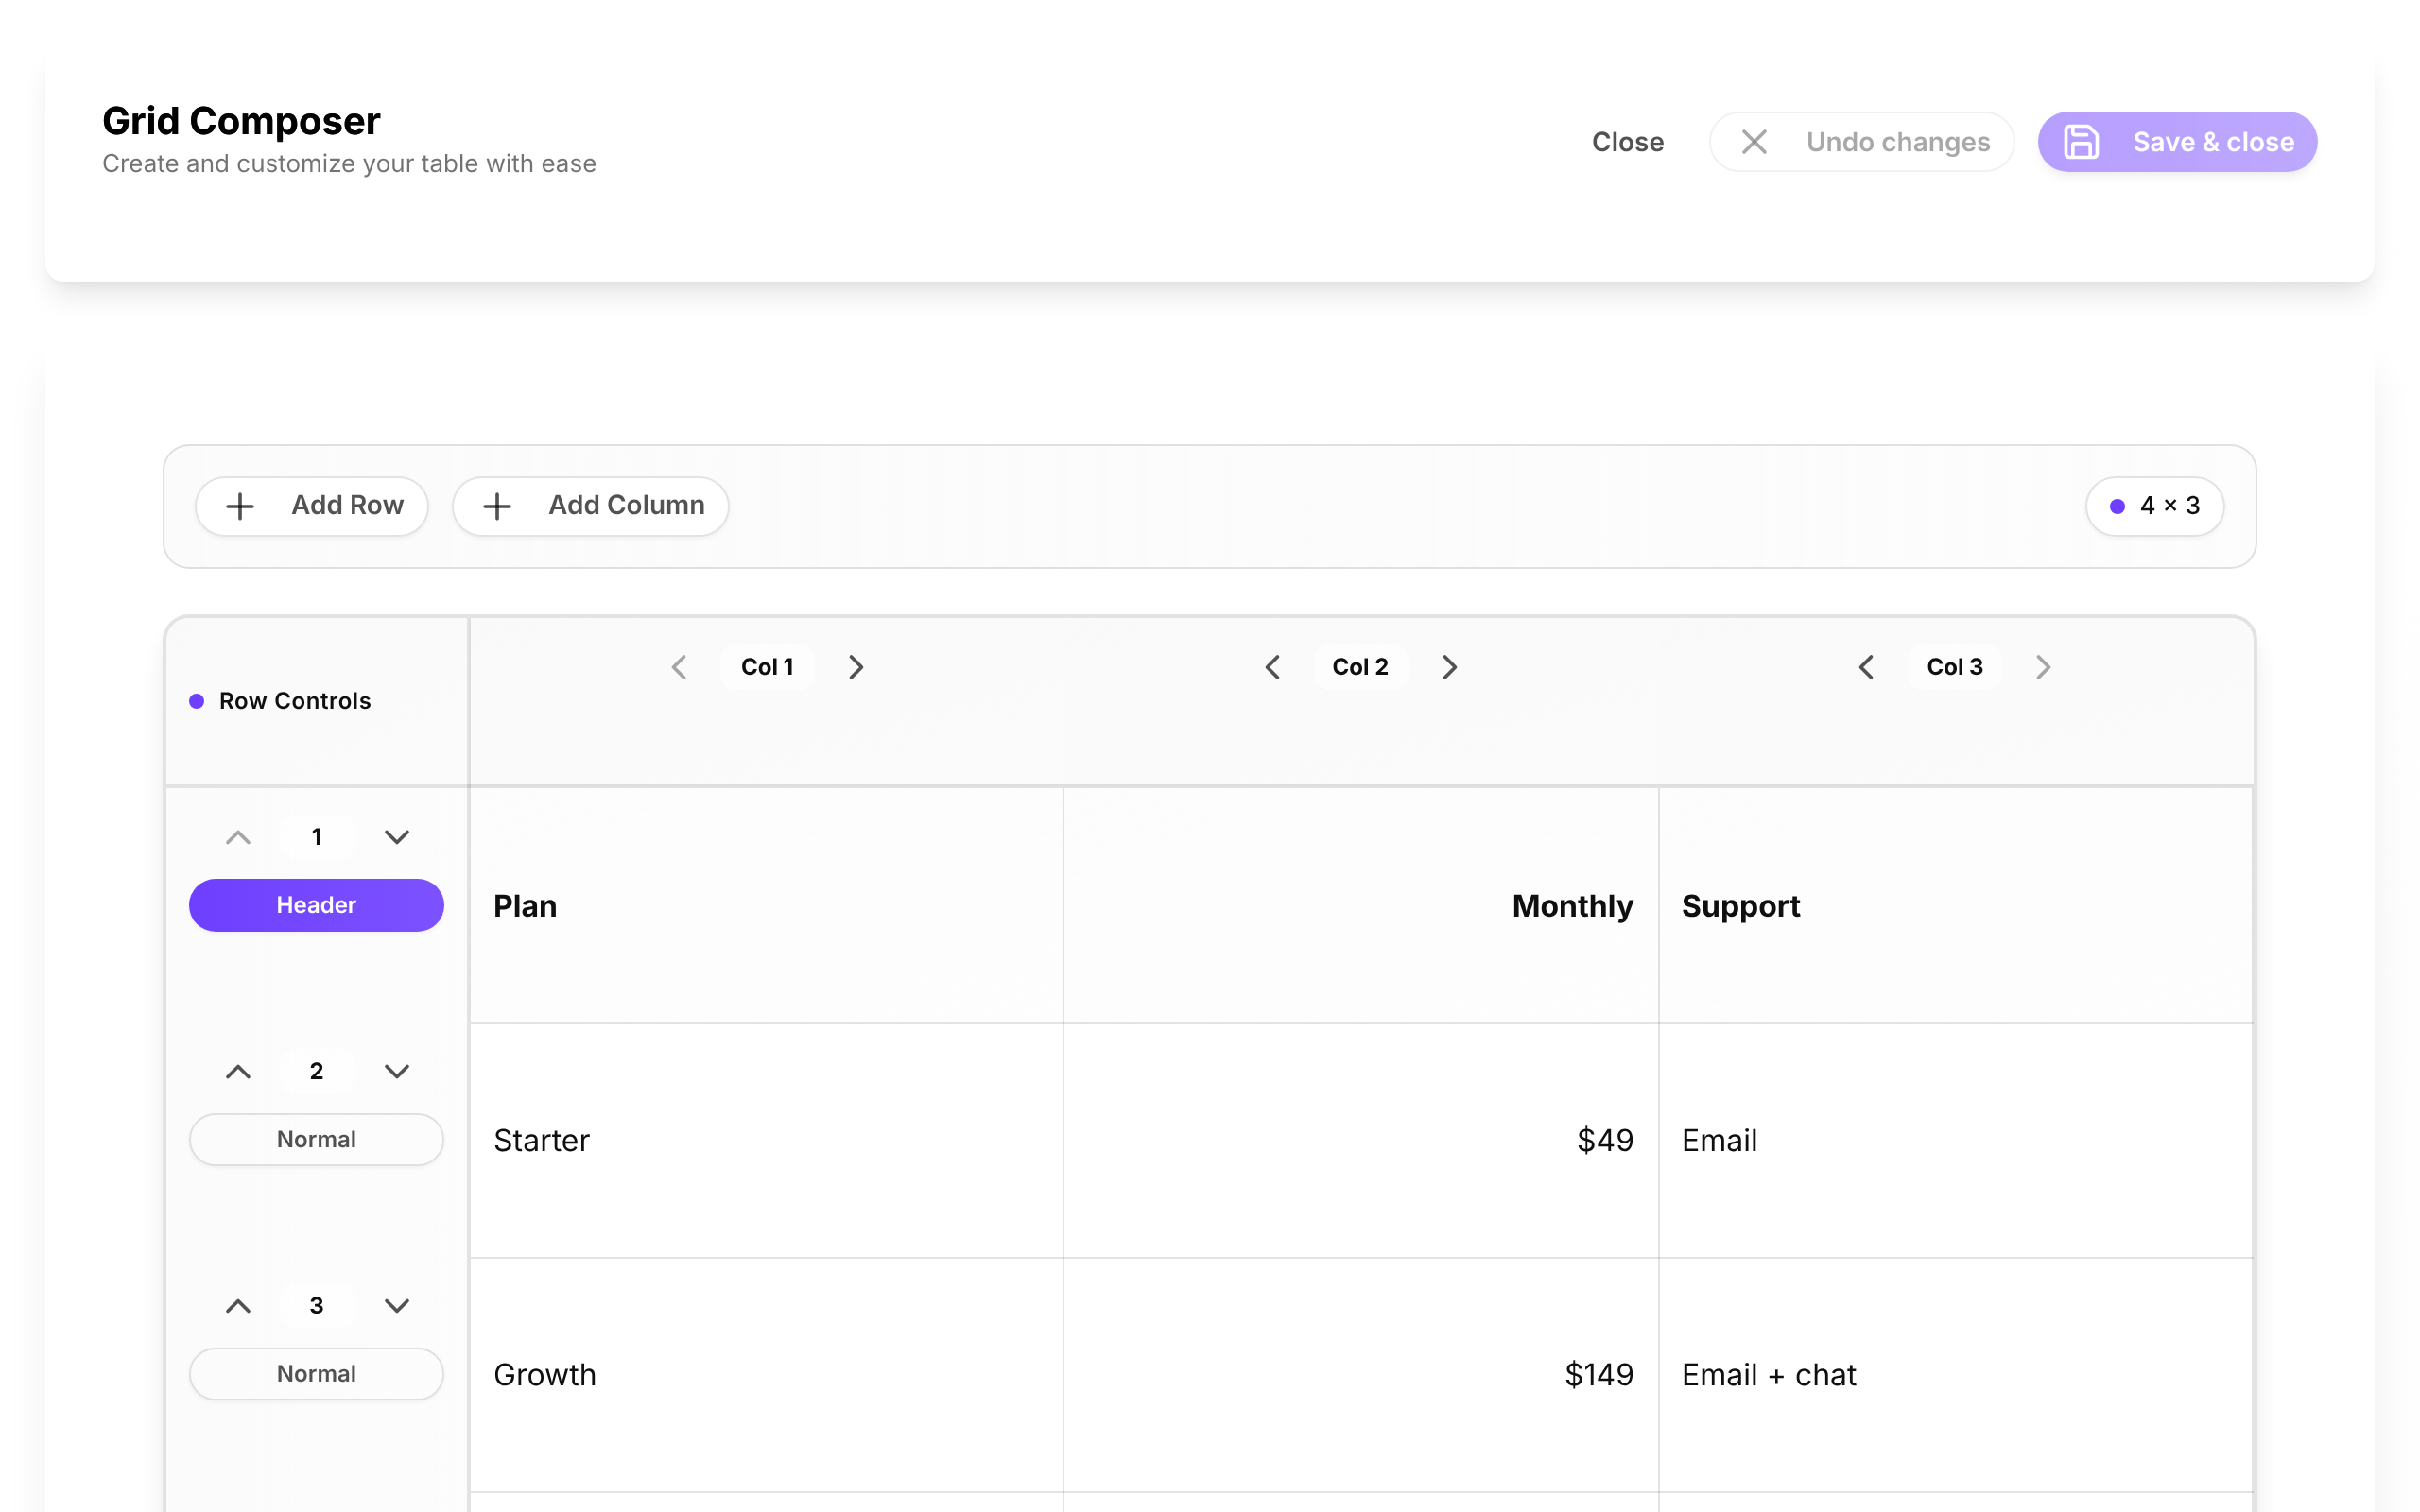 Grid Composer
Create and customize your table with ease
Close
Undo changes
Save & close
Add Row
Add Column
4 × 3
Row Controls
Col 1
Col 2
Col 3
1
Header
Plan
Monthly
Support
2
Normal
Starter
$49
Email
3
Normal
Growth
$149
Email + chat